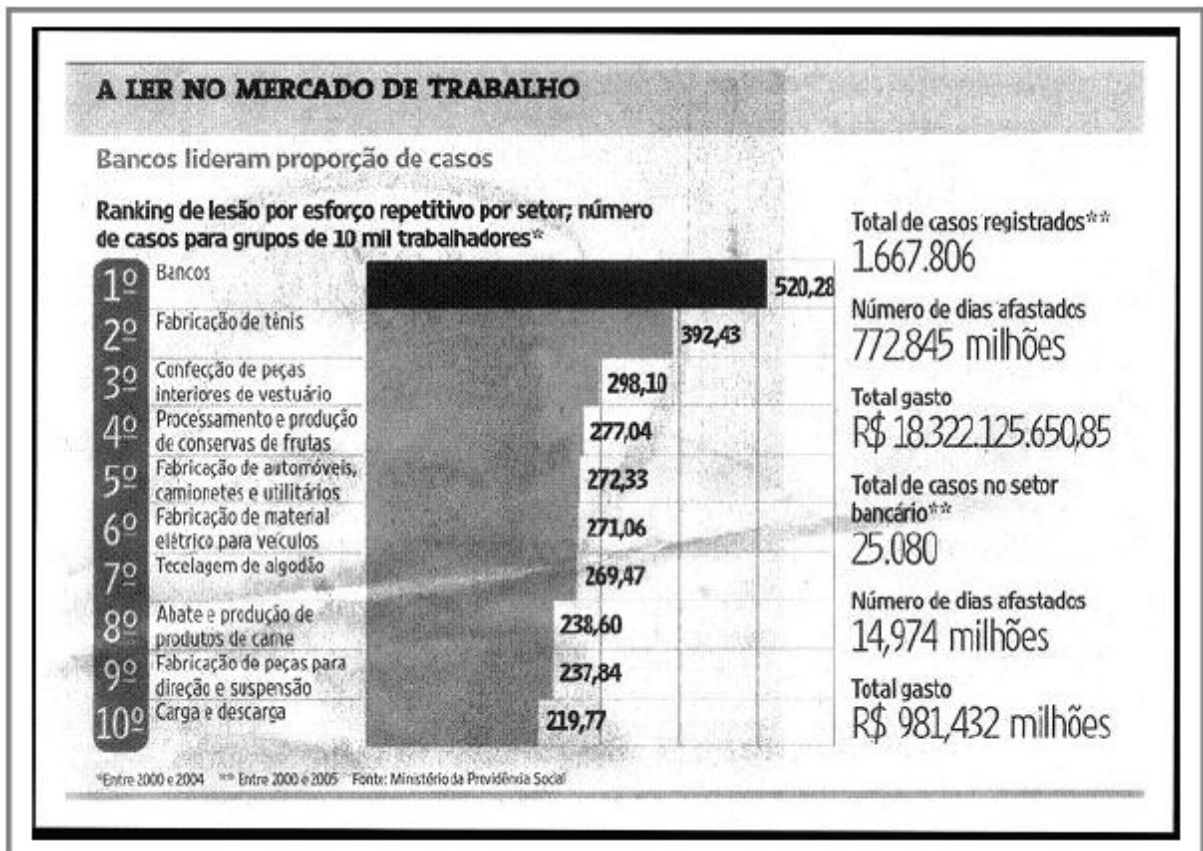 A LER NO MERCADO DE TRABALHO
Bancos lideram proporção de casos
Ranking de lesão por esforço repetitivo por setor; número
de casos para grupos de 10 mil trabalhadores*
1º Bancos 520,28
2º Fabricação de tênis 392,43
3º Confecção de peças
interiores de vestuário 298,10
4º Processamento e produção
de conservas de frutas 277,04
5º Fabricação de automóveis,
camionetes e utilitários 272,33
6º Fabricação de material
elétrico para veículos 271,06
7º Tecelagem de algodão 269,47
8º Abate e produção de
produtos de carne 238,60
9º Fabricação de peças para
direção e suspensão 237,84
10º Carga e descarga 219,77
Total de casos registrados**
1.667.806
Número de dias afastados
772.845 milhões
Total gasto
R$ 18.322.125.650,85
Total de casos no setor
bancário**
25.080
Número de dias afastados
14,974 milhões
Total gasto
R$ 981,432 milhões
*Entre 2000 e 2004 ** Entre 2000 e 2005 Fonte: Ministério da Previdência Social